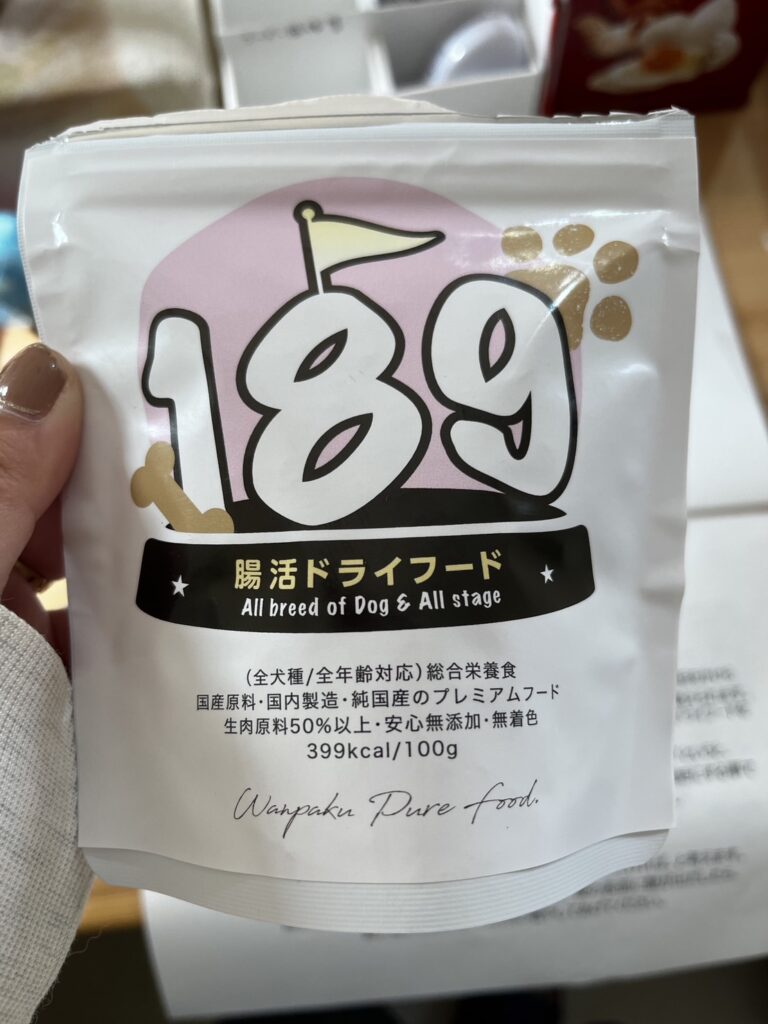 189
腸活ドライフード
All breed of Dog & All stage
(全犬種/全年齢対応)総合栄養食
国産原料・国内製造・純国産のプレミアムフード
生肉原料50%以上・安心無添加・無着色
399kcal/100g
Wanpaku Pure food.